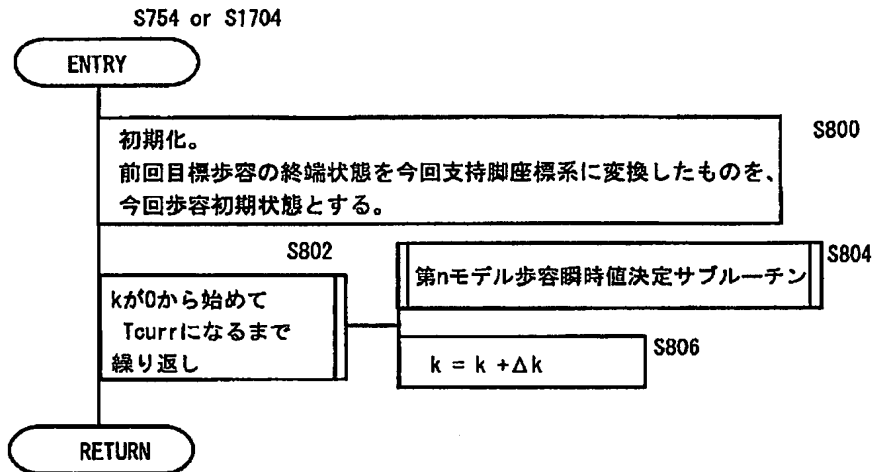 S754 or S1704
ENTRY
S800
初期化。
前回目標歩容の終端状態を今回支持脚座標系に変換したものを、
今回歩容初期状態とする。
S802
kが0から始めて
Tcurrになるまで
繰り返し
S804
第nモデル歩容瞬時値決定サブルーチン
S806
k = k +Δk
RETURN